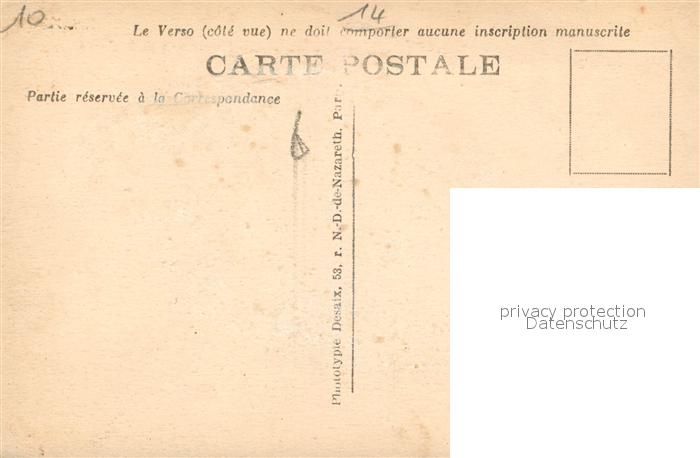 10
14
Le Verso (côté vue) ne doit comporter aucune inscription manuscrite
CARTE POSTALE
Partie réservée à la Correspondance
Phototypie Desaix, 53, r. N.-D.-de-Nazareth, Par
privacy protection
Datenschutz